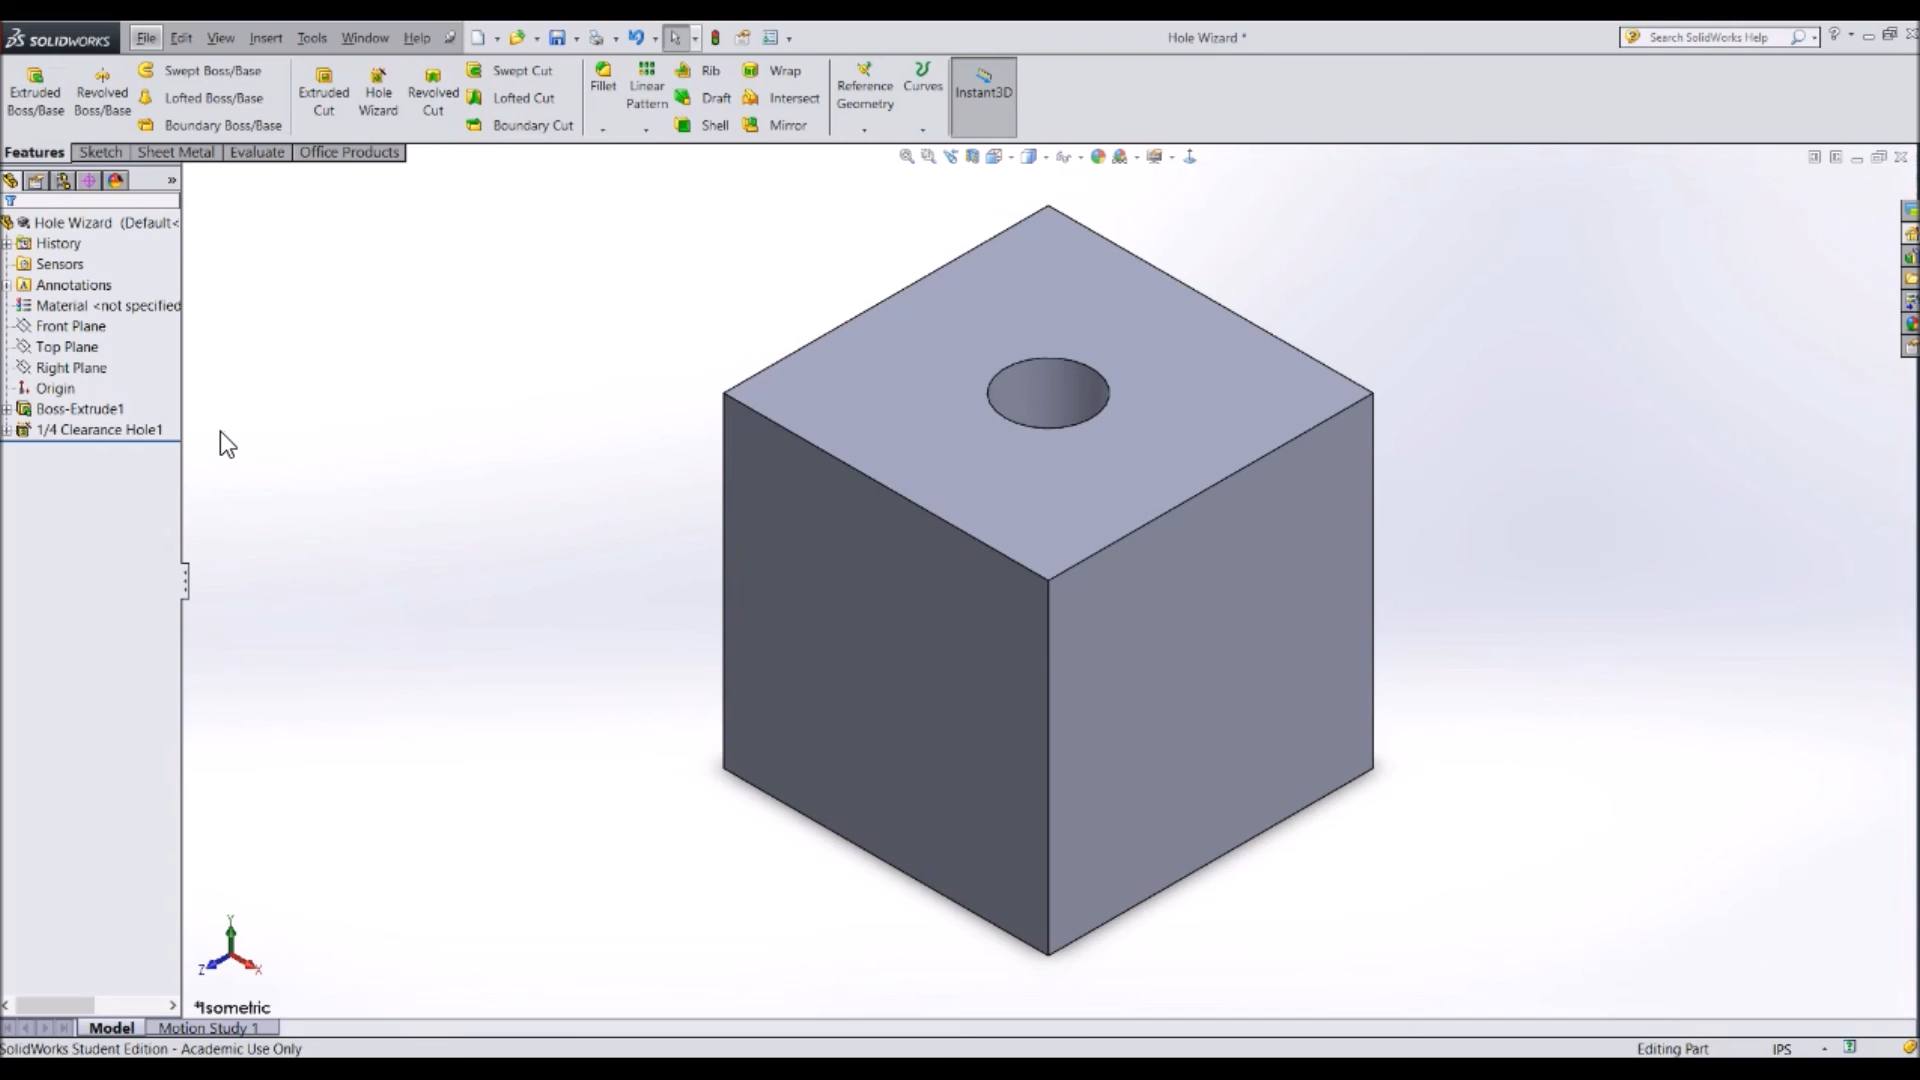 SOLIDWORKS File Edit View Insert Tools Window Help Hole Wizard * Search SolidWorks Help
Extruded Boss/Base
Revolved Boss/Base
Swept Boss/Base
Lofted Boss/Base
Boundary Boss/Base
Extruded Cut
Hole Wizard
Revolved Cut
Swept Cut
Lofted Cut
Boundary Cut
Fillet
Linear Pattern
Rib
Draft
Shell
Wrap
Intersect
Mirror
Reference Geometry
Curves
Instant3D
Features Sketch Sheet Metal Evaluate Office Products
Hole Wizard (Default<
History
Sensors
Annotations
Material <not specified
Front Plane
Top Plane
Right Plane
Origin
Boss-Extrude1
1/4 Clearance Hole1
Y
Z X
*Isometric
Model Motion Study 1
SolidWorks Student Edition - Academic Use Only Editing Part IPS